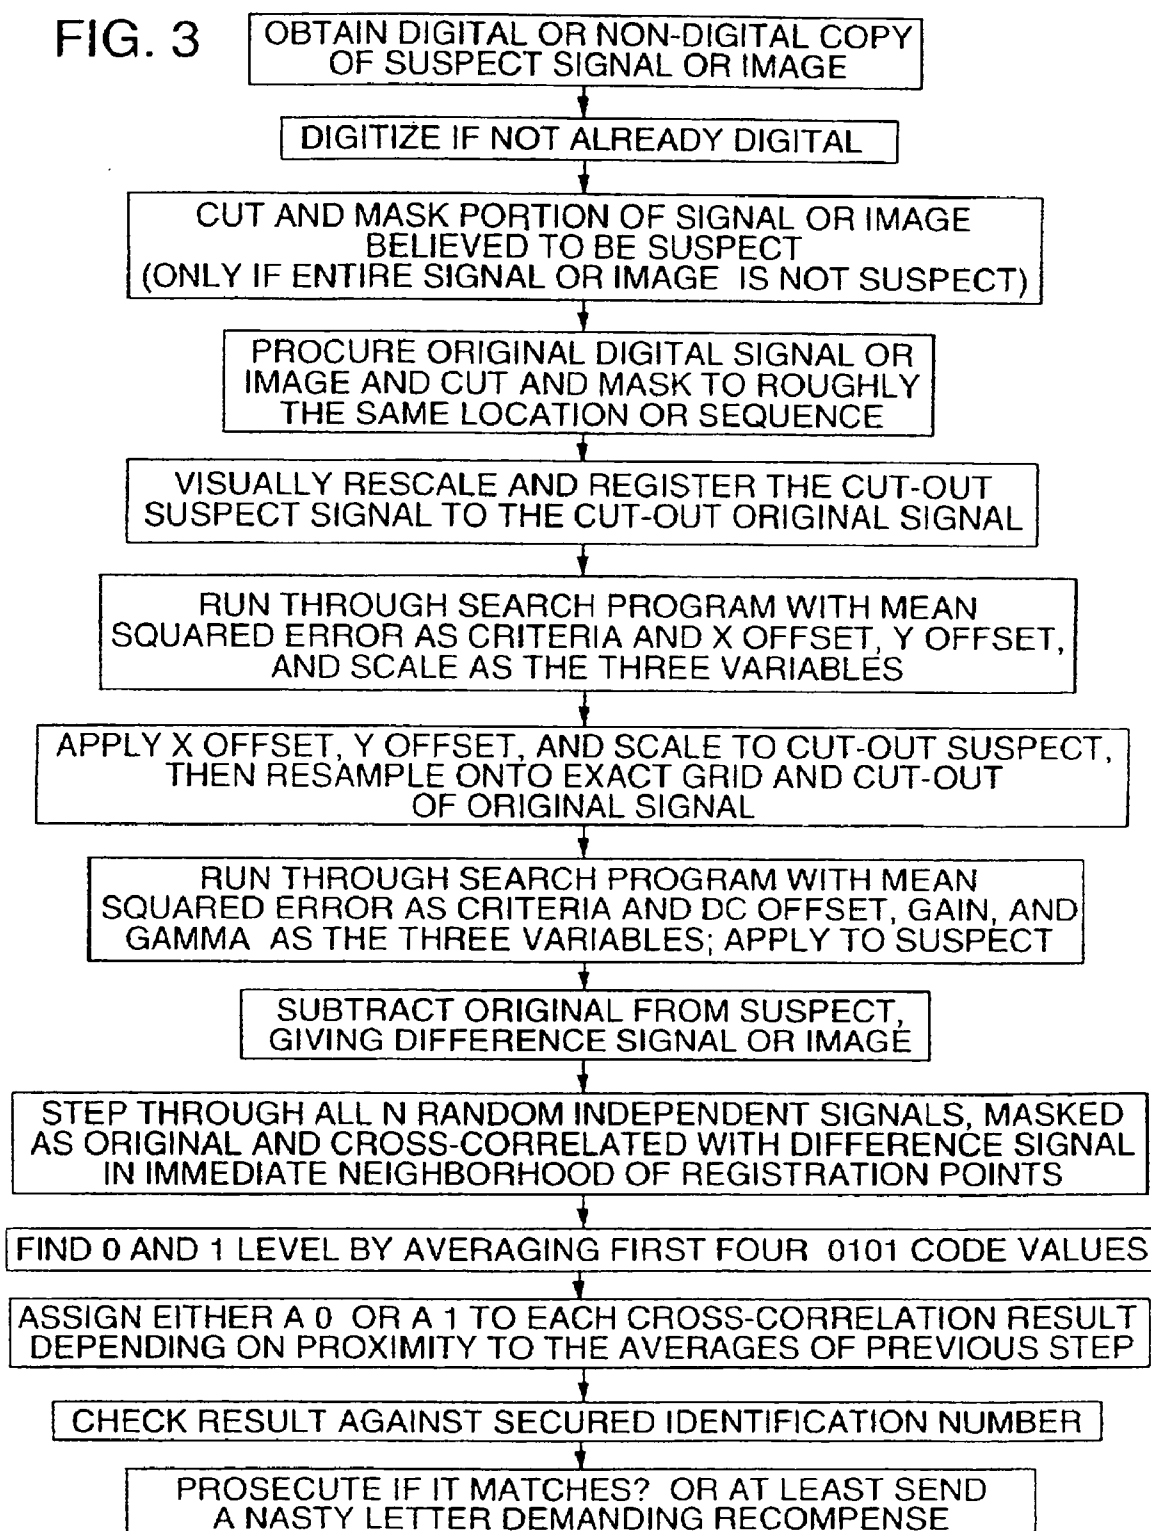 FIG. 3
OBTAIN DIGITAL OR NON-DIGITAL COPY
OF SUSPECT SIGNAL OR IMAGE
DIGITIZE IF NOT ALREADY DIGITAL
CUT AND MASK PORTION OF SIGNAL OR IMAGE
BELIEVED TO BE SUSPECT
(ONLY IF ENTIRE SIGNAL OR IMAGE IS NOT SUSPECT)
PROCURE ORIGINAL DIGITAL SIGNAL OR
IMAGE AND CUT AND MASK TO ROUGHLY
THE SAME LOCATION OR SEQUENCE
VISUALLY RESCALE AND REGISTER THE CUT-OUT
SUSPECT SIGNAL TO THE CUT-OUT ORIGINAL SIGNAL
RUN THROUGH SEARCH PROGRAM WITH MEAN
SQUARED ERROR AS CRITERIA AND X OFFSET, Y OFFSET,
AND SCALE AS THE THREE VARIABLES
APPLY X OFFSET, Y OFFSET, AND SCALE TO CUT-OUT SUSPECT,
THEN RESAMPLE ONTO EXACT GRID AND CUT-OUT
OF ORIGINAL SIGNAL
RUN THROUGH SEARCH PROGRAM WITH MEAN
SQUARED ERROR AS CRITERIA AND DC OFFSET, GAIN, AND
GAMMA AS THE THREE VARIABLES; APPLY TO SUSPECT
SUBTRACT ORIGINAL FROM SUSPECT,
GIVING DIFFERENCE SIGNAL OR IMAGE
STEP THROUGH ALL N RANDOM INDEPENDENT SIGNALS, MASKED
AS ORIGINAL AND CROSS-CORRELATED WITH DIFFERENCE SIGNAL
IN IMMEDIATE NEIGHBORHOOD OF REGISTRATION POINTS
FIND 0 AND 1 LEVEL BY AVERAGING FIRST FOUR 0101 CODE VALUES
ASSIGN EITHER A 0 OR A 1 TO EACH CROSS-CORRELATION RESULT
DEPENDING ON PROXIMITY TO THE AVERAGES OF PREVIOUS STEP
CHECK RESULT AGAINST SECURED IDENTIFICATION NUMBER
PROSECUTE IF IT MATCHES? OR AT LEAST SEND
A NASTY LETTER DEMANDING RECOMPENSE